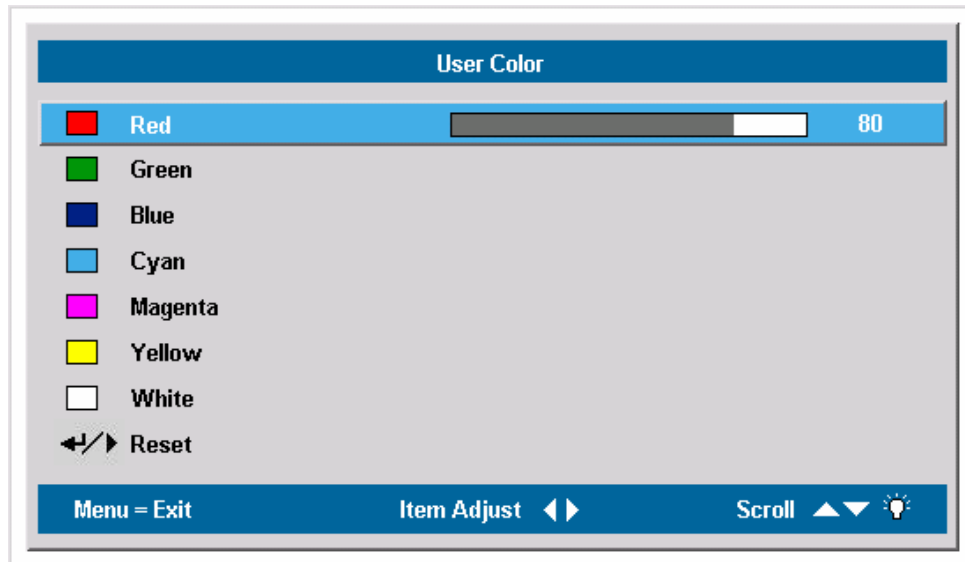 User Color
Red 80
Green
Blue
Cyan
Magenta
Yellow
White
Reset
Menu = Exit Item Adjust Scroll